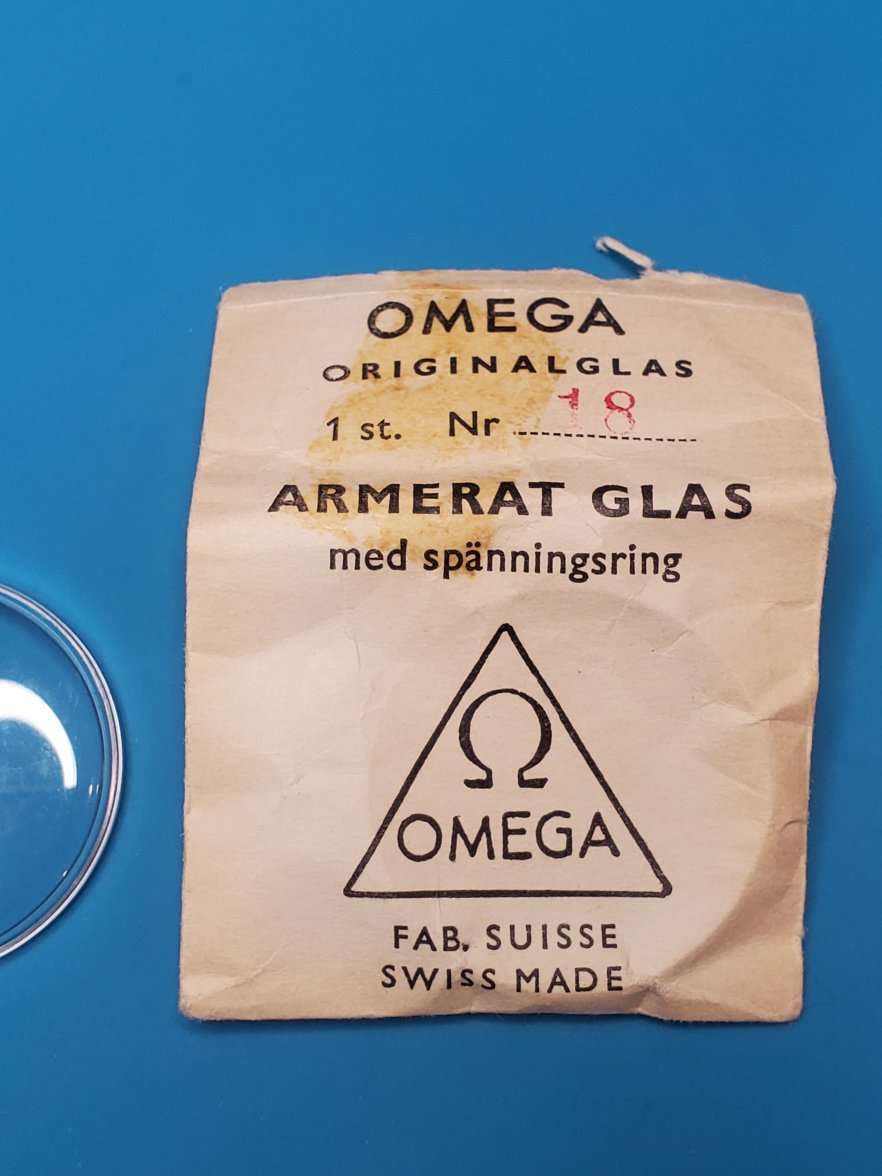 OMEGA
ORIGINALGLAS
1 st. Nr 18
ARMERAT GLAS
med spänningsring
Ω
OMEGA
FAB. SUISSE
SWISS MADE